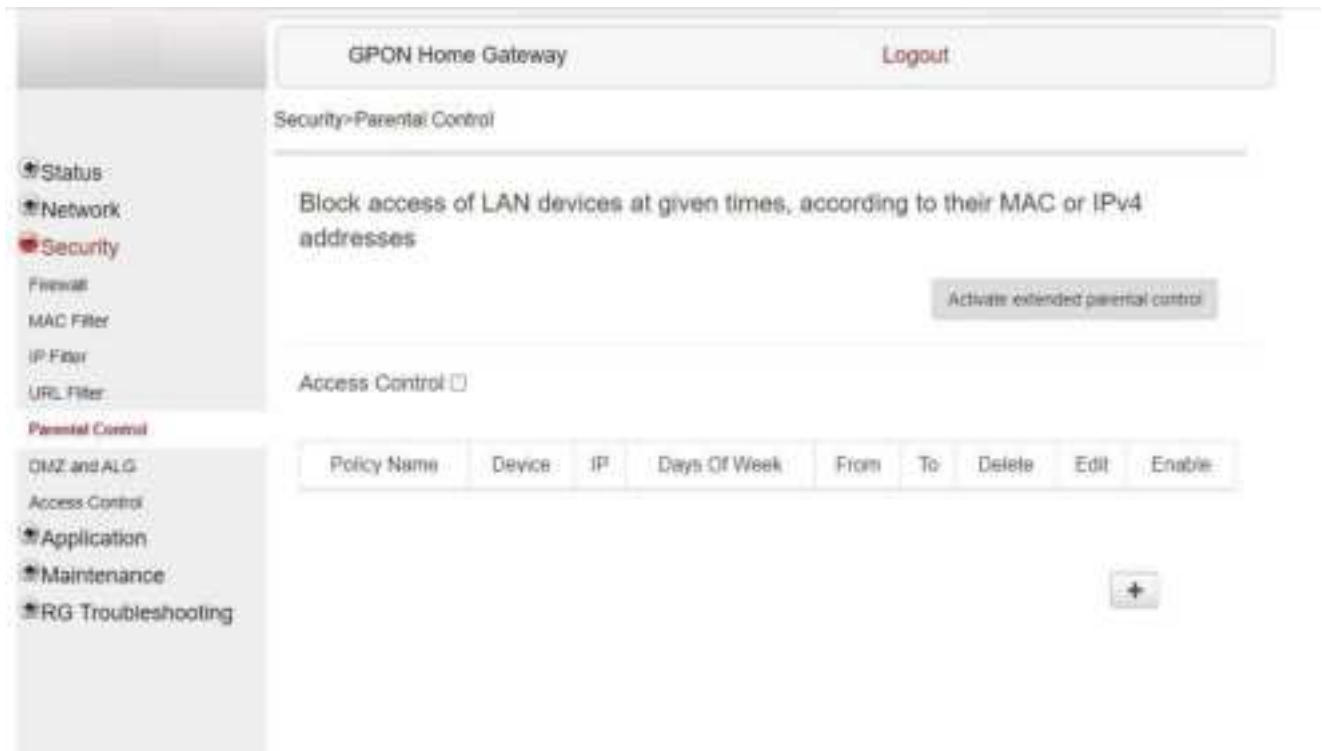 GPON Home Gateway
Logout
Security>Parental Control
Status
Network
Security
Firewall
MAC Filter
IP Filter
URL Filter
Parental Control
DMZ and ALG
Access Control
Application
Maintenance
RG Troubleshooting
Block access of LAN devices at given times, according to their MAC or IPv4
addresses
Activate extended parental control
Access Control
Policy Name Device IP Days Of Week From To Delete Edit Enable
+